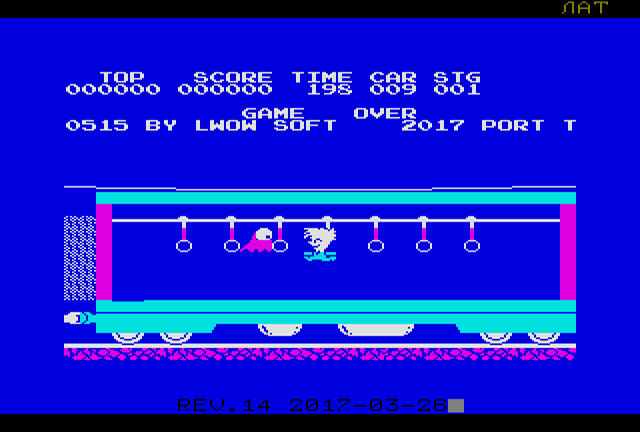 ЛАТ
TOP SCORE TIME CAR STG
000000 000000 198 009 001
GAME OVER
0515 BY LWOW SOFT 2017 PORT T
REV.14 2017-03-26